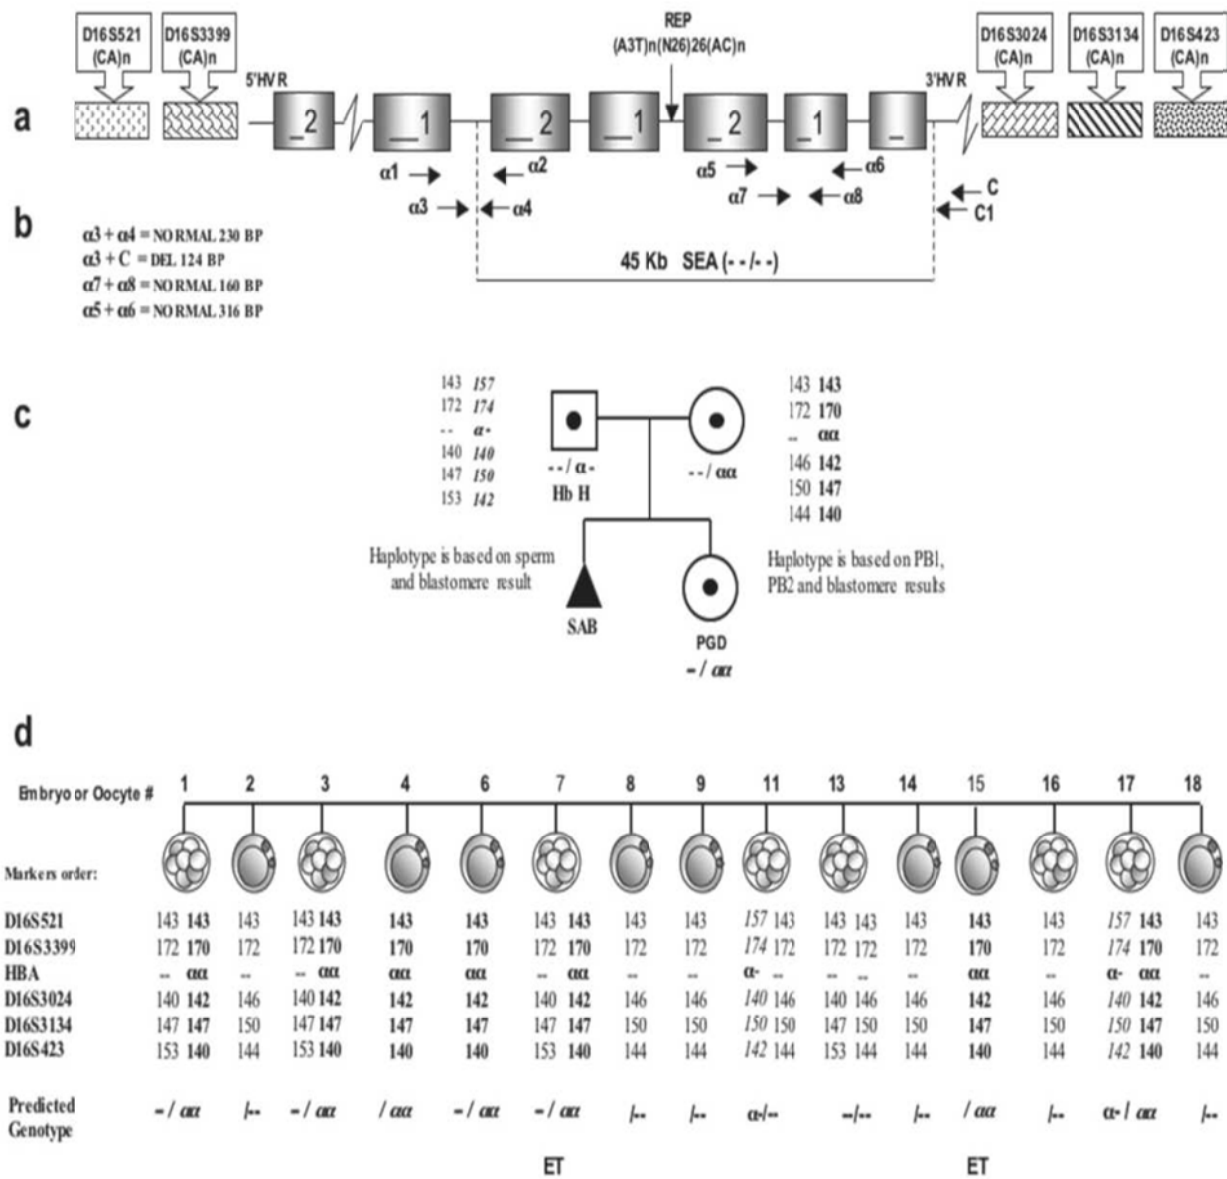 D16S521
(CA)n
D16S3399
(CA)n
REP
(A3T)n(N26)26(AC)n
D16S3024
(CA)n
D16S3134
(CA)n
D16S423
(CA)n
a
5'HVR
3'HVR
_2
__1
__2
__1
_2
_1
_
α1
α2
α5
α6
α3
α4
α7
α8
C
C1
b
α3 + α4 = NORMAL 230 BP
α3 + C = DEL 124 BP
α7 + α8 = NORMAL 160 BP
α5 + α6 = NORMAL 316 BP
45 Kb SEA (- -/- -)
c
143 157
172 174
-- α-
140 140
147 150
153 142
- - / α -
Hb H
- - / αα
143 143
172 170
-- αα
146 142
150 147
144 140
Haplotype is based on sperm
and blastomere result
Haplotype is based on PB1,
PB2 and blastomere results
SAB
PGD
– / αα
d
Embryo or Oocyte # 1 2 3 4 6 7 8 9 11 13 14 15 16 17 18
Markers order:
D16S521 143 143 143 143 143 143 143 143 143 143 143 157 143 143 143 143 143 143 157 143 143
D16S3399 172 170 172 172 170 170 170 172 170 172 172 174 172 172 172 172 170 172 174 170 172
HBA -- αα -- -- αα αα αα -- αα -- -- α- -- -- -- -- αα -- α- αα --
D16S3024 140 142 146 140 142 142 142 140 142 146 146 140 146 140 146 146 142 146 140 142 146
D16S3134 147 147 150 147 147 147 147 147 147 150 150 150 150 147 150 150 147 150 150 147 150
D16S423 153 140 144 153 140 140 140 153 140 144 144 142 144 153 144 144 140 144 142 140 144
Predicted
Genotype
– / αα /-- – / αα / αα – / αα – / αα /-- /-- α-/-- --/-- /-- / αα /-- α- / αα /--
ET ET